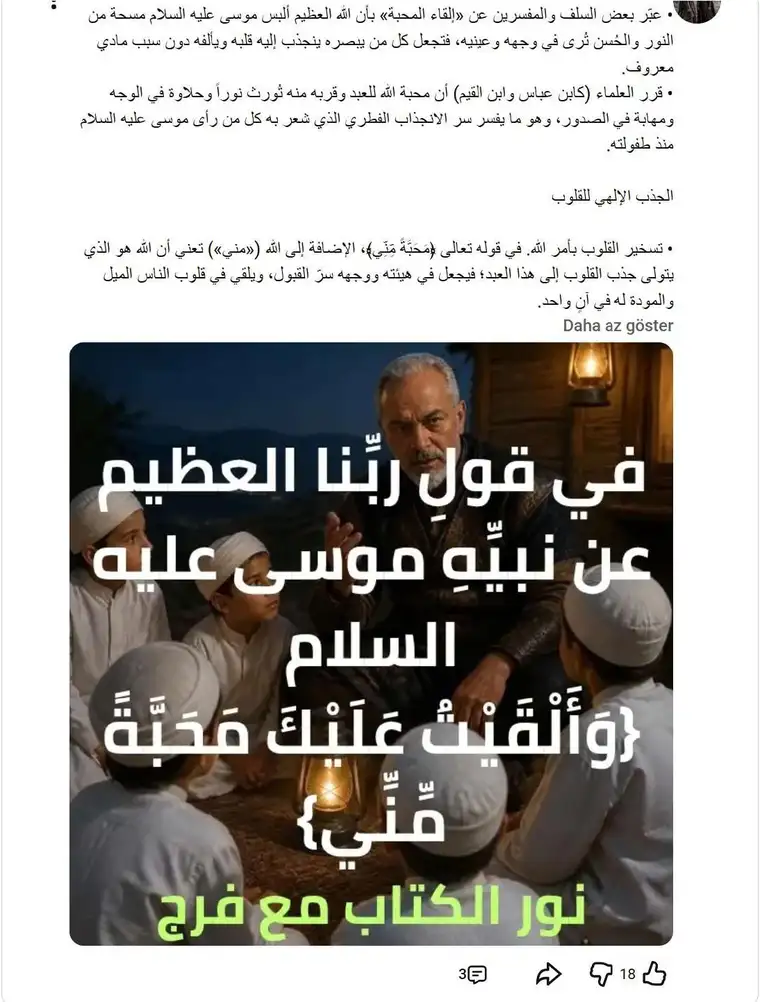 • عبّر بعض السلف والمفسرين عن «إلقاء المحبة» بأن الله العظيم ألبس موسى عليه السلام مسحة من
النور والحُسن تُرى في وجهه وعينيه، فتجعل كل من يبصره ينجذب إليه قلبه ويألفه دون سبب مادي
معروف.
• قرر العلماء (كابن عباس وابن القيم) أن محبة الله للعبد وقربه منه تُورث نوراً وحلاوة في الوجه
ومهابة في الصدور، وهو ما يفسر سر الانجذاب الفطري الذي شعر به كل من رأى موسى عليه السلام
منذ طفولته.
الجذب الإلهي للقلوب
• تسخير القلوب بأمر الله. في قوله تعالى ﴿مَحَبَّةً مِّنِّي﴾، الإضافة إلى الله («مني») تعني أن الله هو الذي
يتولى جذب القلوب إلى هذا العبد؛ فيجعل في هيئته ووجهه سرّ القبول، ويلقي في قلوب الناس الميل
والمودة له في آنٍ واحد.
Daha az göster
في قولِ ربِّنا العظيم
عن نبيِّهِ موسى عليه
السلام
{وَأَلْقَيْتُ عَلَيْكَ مَحَبَّةً
مِّنِّي}
نور الكتاب مع فرج
18
3